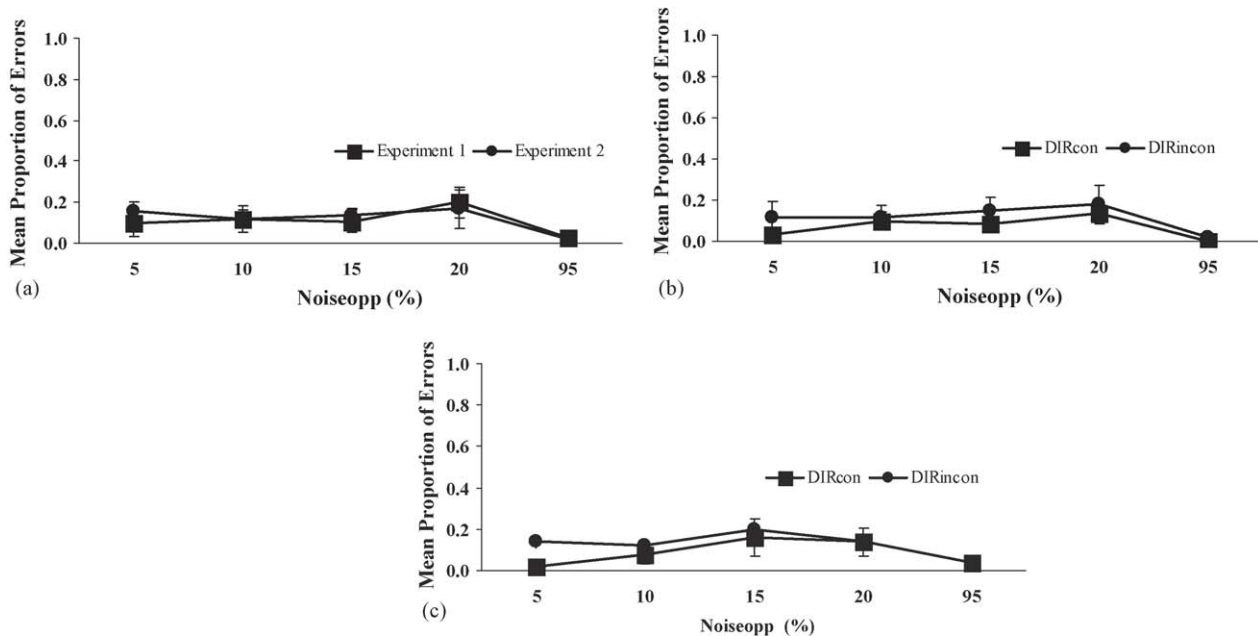 Mean Proportion of Errors
1.0
0.8
0.6
0.4
0.2
0.0
Experiment 1 Experiment 2
5 10 15 20 95
Noiseopp (%)
(a)
Mean Proportion of Errors
1.0
0.8
0.6
0.4
0.2
0.0
DIRcon DIRincon
5 10 15 20 95
Noiseopp (%)
(b)
Mean Proportion of Errors
1.0
0.8
0.6
0.4
0.2
0.0
DIRcon DIRincon
5 10 15 20 95
Noiseopp (%)
(c)